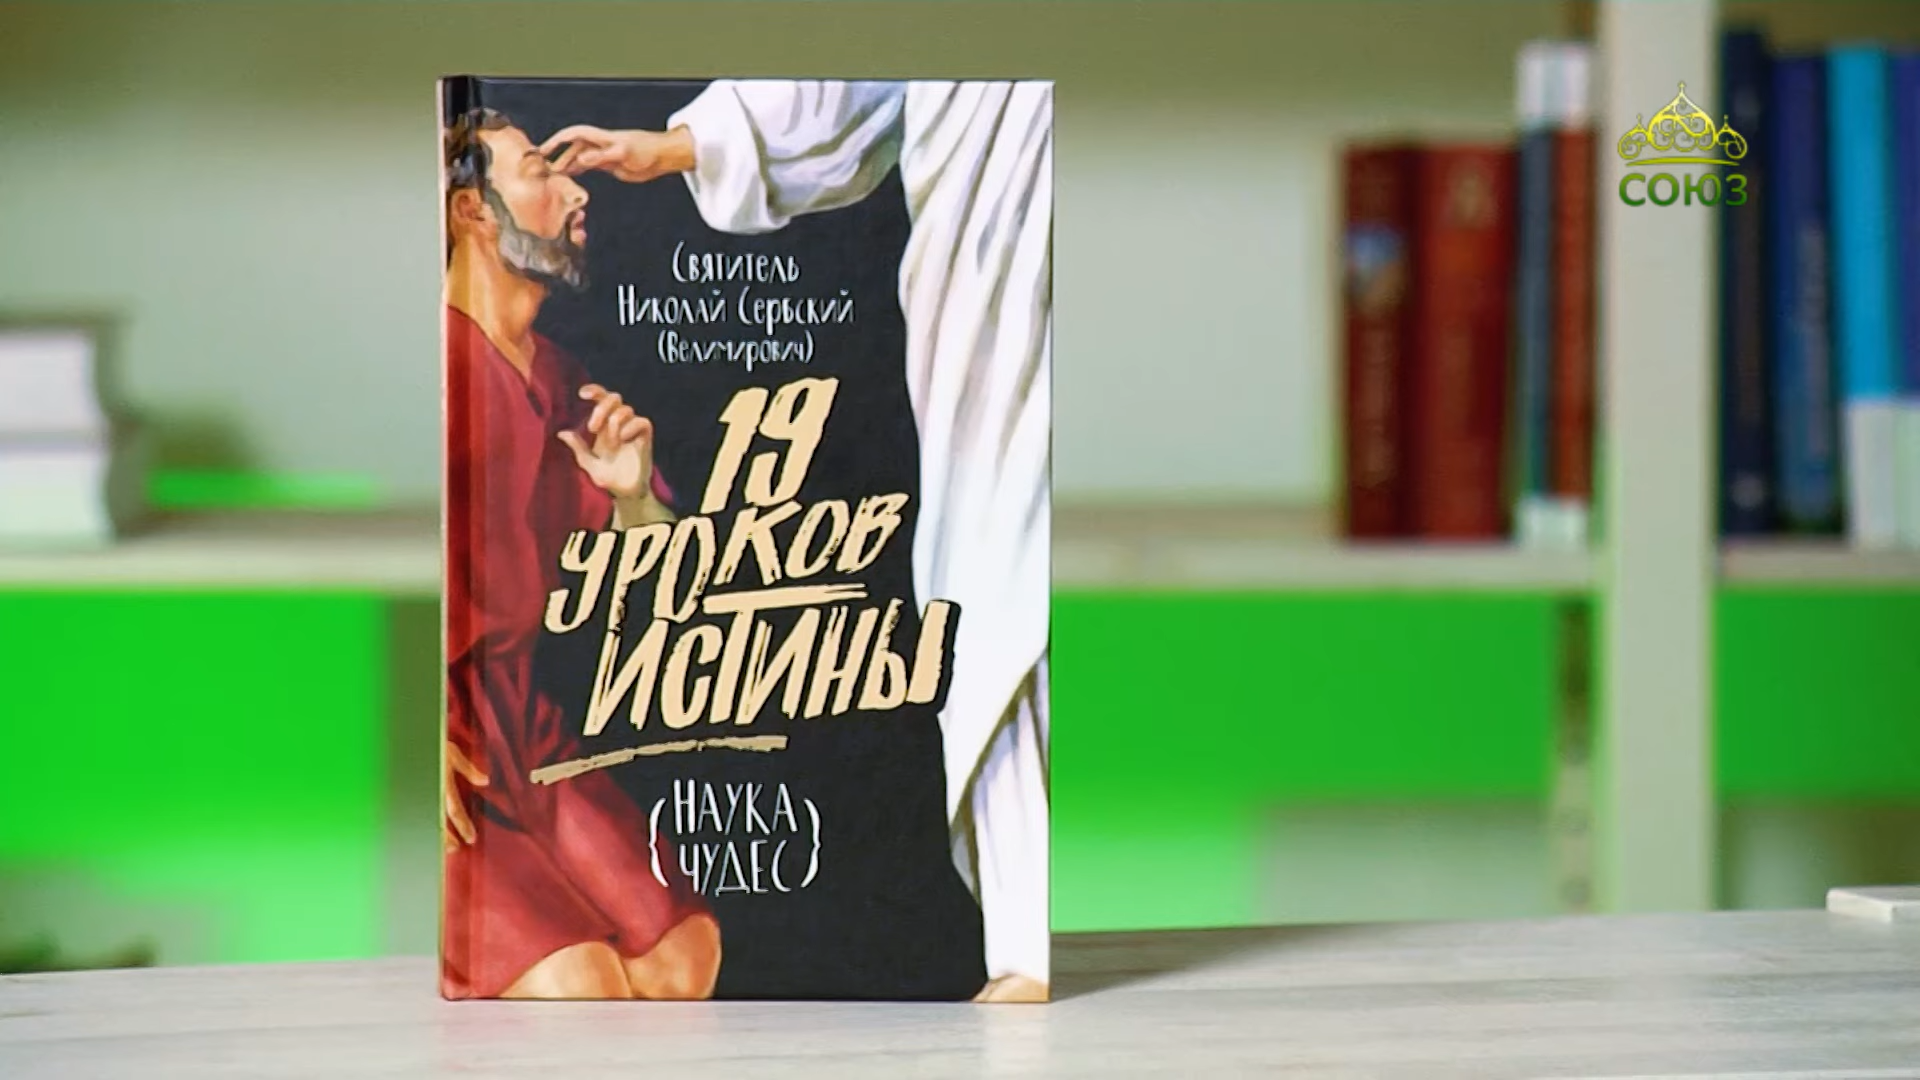 Святитель
Николай Сербский
(Велимирович)
19
уроков
истины
{Наука
чудес}
СОЮЗ